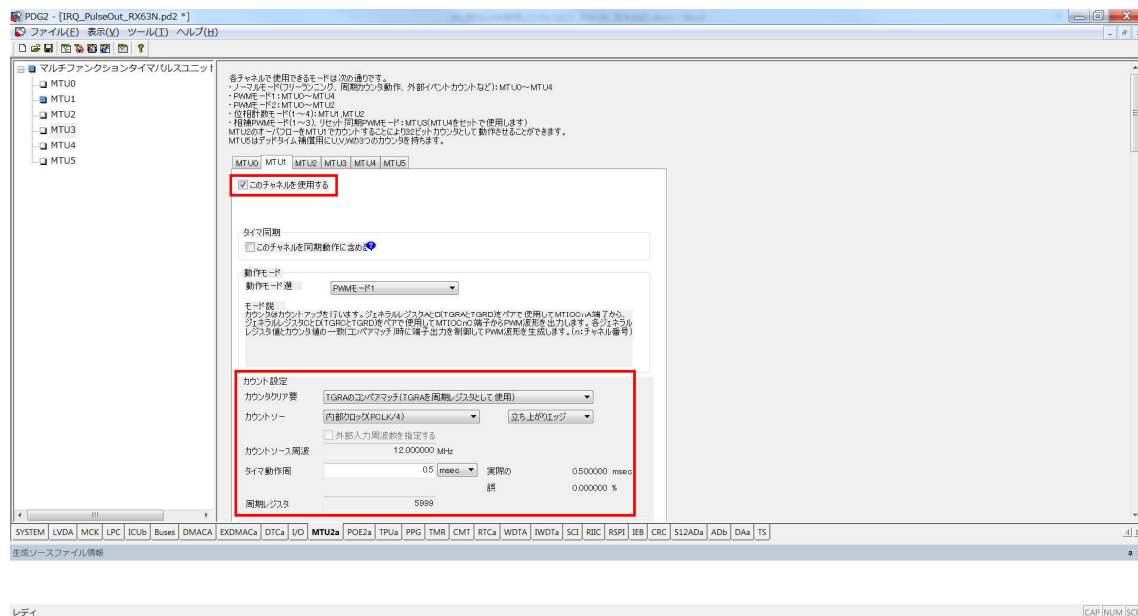 PDG2 - [IRQ_PulseOut_RX63N.pd2 *]
ファイル(F) 表示(V) ツール(T) ヘルプ(H)
マルチファンクションタイマパルスユニット
MTU0
MTU1
MTU2
MTU3
MTU4
MTU5
各チャネルで使用できるモードは次の通りです。
・ノーマルモード(フリーランニング、周期カウンタ動作、外部イベントカウントなど):MTU0～MTU4
・PWMモード1:MTU0～MTU4
・PWMモード2:MTU0～MTU2
・位相計数モード(1～4):MTU1,MTU2
・相補PWMモード(1～3)、リセット同期PWMモード:MTU3(MTU4をセットで使用します)
MTU2のオーバフローをMTU1でカウントすることにより32ビットカウンタとして動作させることができます。
MTU5はデッドタイム補償用にU,V,Wの3つのカウンタを持ちます。
MTU0 MTU1 MTU2 MTU3 MTU4 MTU5
このチャネルを使用する
タイマ同期
このチャネルを同期動作に含める
動作モード
動作モード選 PWMモード1
モード説
カウンタはカウントアップを行います。ジェネラルレジスタAとB(TGRAとTGRB)をペアで使用してMTIOCnA端子から、
ジェネラルレジスタCとD(TGRCとTGRD)をペアで使用してMTIOCnC端子からPWM波形を出力します。各ジェネラル
レジスタ値とカウンタ値の一致(コンペアマッチ)時に端子出力を制御してPWM波形を生成します。(n:チャネル番号)
カウント設定
カウンタクリア要 TGRAのコンペアマッチ(TGRAを周期レジスタとして使用)
カウントソー 内部クロック(PCLK/4) 立ち上がりエッジ
外部入力周波数を指定する
カウントソース周波 12.000000 MHz
タイマ動作周 0.5 msec 実際の 0.500000 msec
誤 0.000000 %
周期レジスタ 5999
SYSTEM LVDA MCK LPC ICUb Buses DMACA EXDMACa DTCa I/O MTU2a POE2a TPUa PPG TMR CMT RTCa WDTA IWDTa SCI RIIC RSPI IEB CRC S12ADa ADb DAa TS
生成ソースファイル情報
レディ
CAP NUM